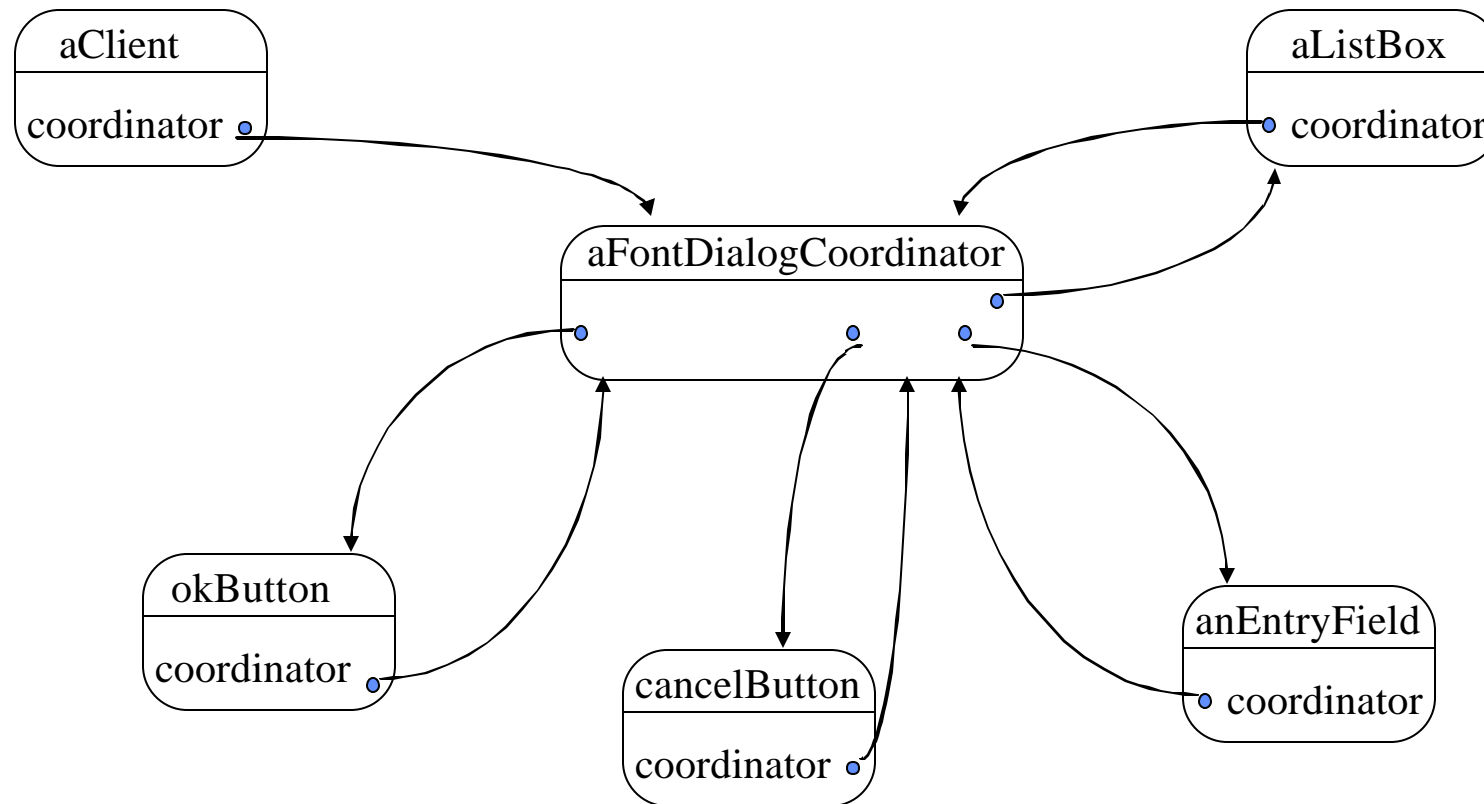 aClient
coordinator
aListBox
coordinator
aFontDialogCoordinator
okButton
coordinator
cancelButton
coordinator
anEntryField
coordinator